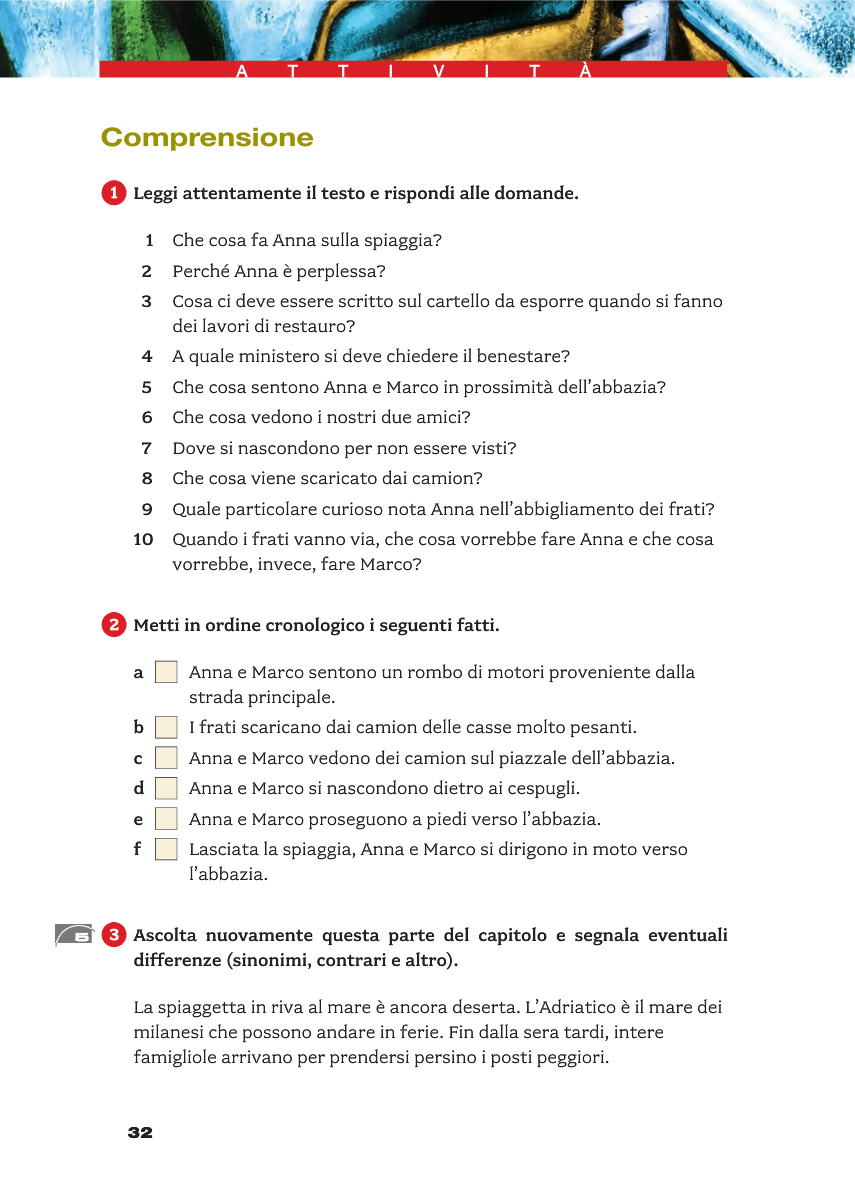 ATTIVITÀ
Comprensione
1 Leggi attentamente il testo e rispondi alle domande.
1 Che cosa fa Anna sulla spiaggia?
2 Perché Anna è perplessa?
3 Cosa ci deve essere scritto sul cartello da esporre quando si fanno
dei lavori di restauro?
4 A quale ministero si deve chiedere il benestare?
5 Che cosa sentono Anna e Marco in prossimità dell’abbazia?
6 Che cosa vedono i nostri due amici?
7 Dove si nascondono per non essere visti?
8 Che cosa viene scaricato dai camion?
9 Quale particolare curioso nota Anna nell’abbigliamento dei frati?
10 Quando i frati vanno via, che cosa vorrebbe fare Anna e che cosa
vorrebbe, invece, fare Marco?
2 Metti in ordine cronologico i seguenti fatti.
a Anna e Marco sentono un rombo di motori proveniente dalla
strada principale.
b I frati scaricano dai camion delle casse molto pesanti.
c Anna e Marco vedono dei camion sul piazzale dell’abbazia.
d Anna e Marco si nascondono dietro ai cespugli.
e Anna e Marco proseguono a piedi verso l’abbazia.
f Lasciata la spiaggia, Anna e Marco si dirigono in moto verso
l’abbazia.
5 3 Ascolta nuovamente questa parte del capitolo e segnala eventuali
differenze (sinonimi, contrari e altro).
La spiaggetta in riva al mare è ancora deserta. L’Adriatico è il mare dei
milanesi che possono andare in ferie. Fin dalla sera tardi, intere
famigliole arrivano per prendersi persino i posti peggiori.
32